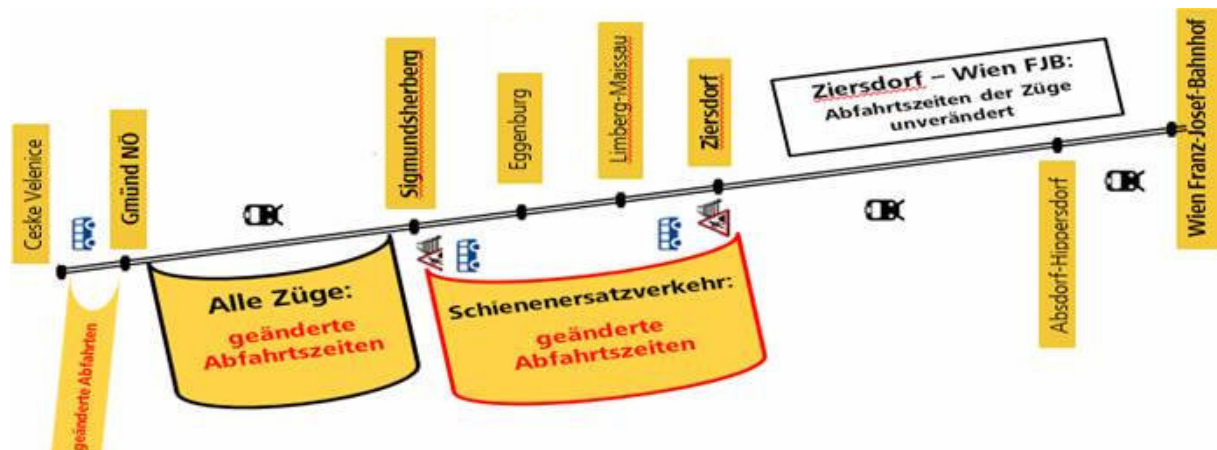 Ceske Velenice
Gmünd NÖ
Sigmundsherberg
Eggenburg
Limberg-Maissau
Ziersdorf
Ziersdorf – Wien FJB:
Abfahrtszeiten der Züge
unverändert
Absdorf-Hippersdorf
Wien Franz-Josef-Bahnhof
geänderte Abfahrten
Alle Züge:
geänderte
Abfahrtszeiten
Schienenersatzverkehr:
geänderte
Abfahrtszeiten